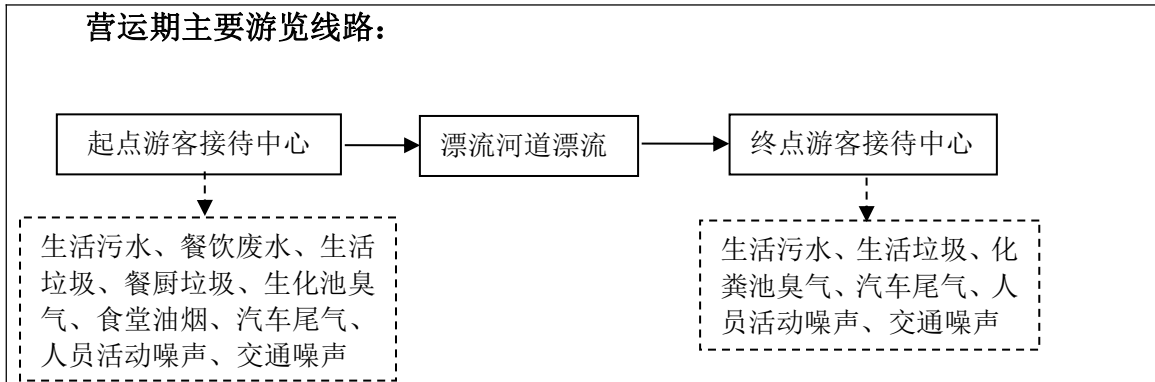 营运期主要游览线路：
起点游客接待中心
漂流河道漂流
终点游客接待中心
生活污水、餐饮废水、生活
垃圾、餐厨垃圾、生化池臭
气、食堂油烟、汽车尾气、
人员活动噪声、交通噪声
生活污水、生活垃圾、化
粪池臭气、汽车尾气、人
员活动噪声、交通噪声